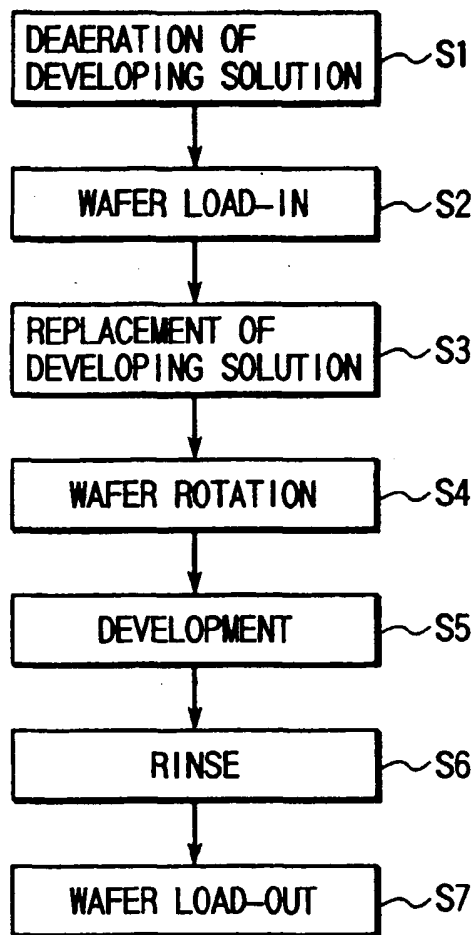 DEAERATION OF
DEVELOPING SOLUTION
S1
WAFER LOAD-IN
S2
REPLACEMENT OF
DEVELOPING SOLUTION
S3
WAFER ROTATION
S4
DEVELOPMENT
S5
RINSE
S6
WAFER LOAD-OUT
S7